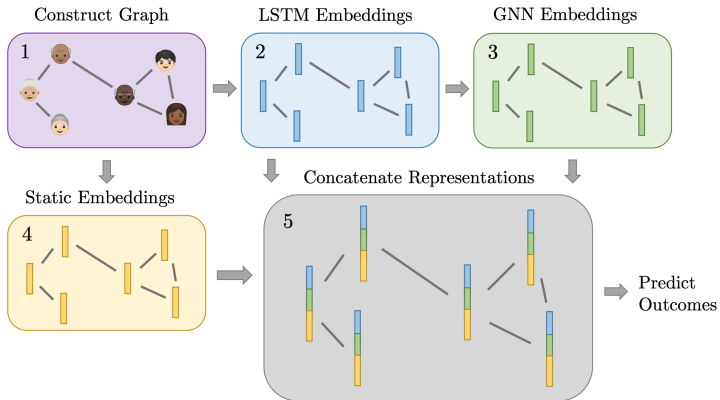 Construct Graph
LSTM Embeddings
GNN Embeddings
1
2
3
Static Embeddings
Concatenate Representations
4
5
Predict
Outcomes